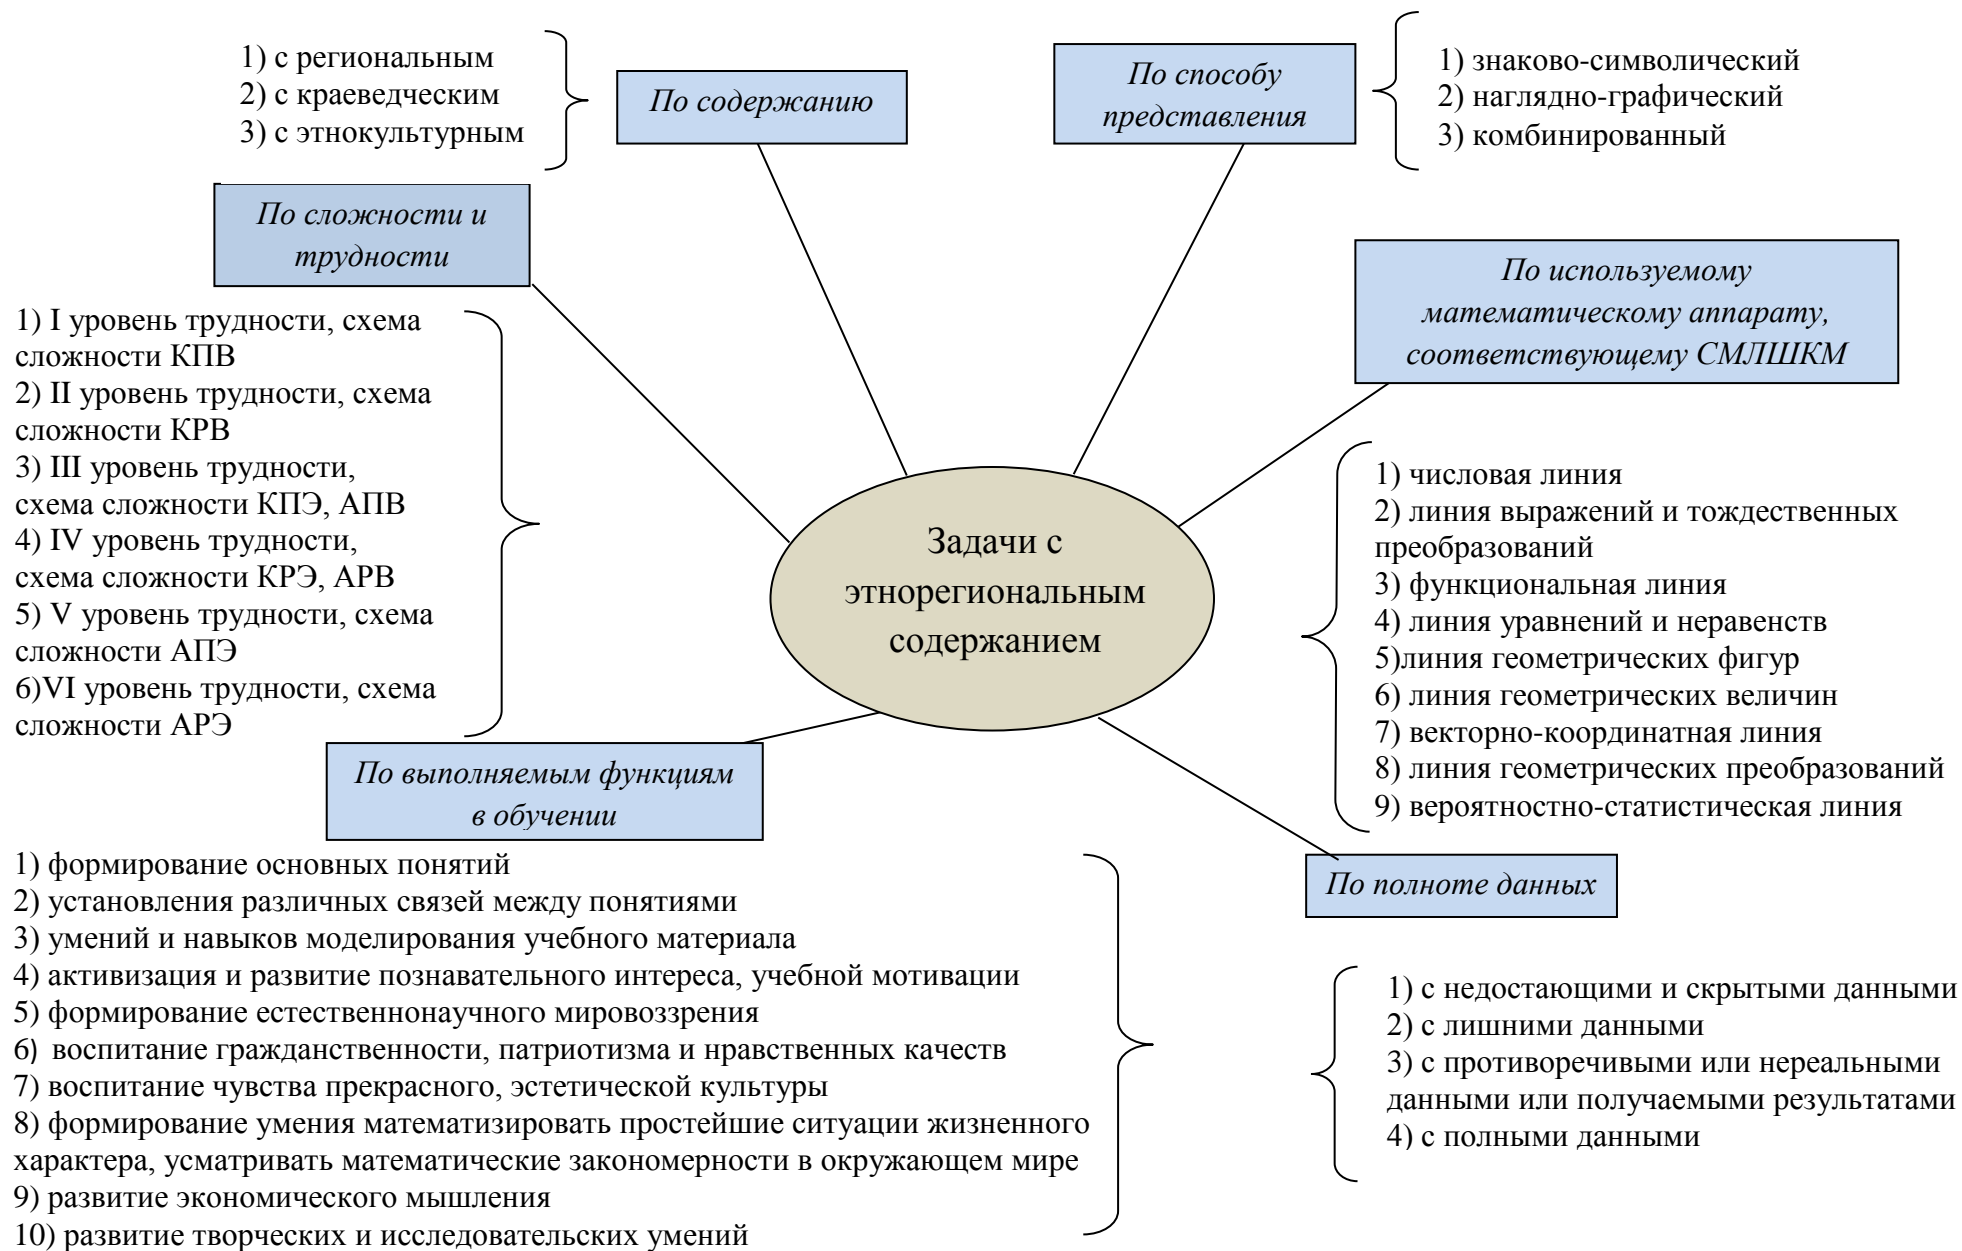 1) с региональным
2) с краеведческим
3) с этнокультурным
По содержанию
По способу
представления
1) знаково-символический
2) наглядно-графический
3) комбинированный
По сложности и
трудности
1) I уровень трудности, схема
сложности КПВ
2) II уровень трудности, схема
сложности КРВ
3) III уровень трудности,
схема сложности КПЭ, АПВ
4) IV уровень трудности,
схема сложности КРЭ, АРВ
5) V уровень трудности, схема
сложности АПЭ
6)VI уровень трудности, схема
сложности АРЭ
По используемому
математическому аппарату,
соответствующему СМЛШКМ
1) числовая линия
2) линия выражений и тождественных
преобразований
3) функциональная линия
4) линия уравнений и неравенств
5)линия геометрических фигур
6) линия геометрических величин
7) векторно-координатная линия
8) линия геометрических преобразований
9) вероятностно-статистическая линия
Задачи с
этнорегиональным
содержанием
По выполняемым функциям
в обучении
1) формирование основных понятий
2) установления различных связей между понятиями
3) умений и навыков моделирования учебного материала
4) активизация и развитие познавательного интереса, учебной мотивации
5) формирование естественнонаучного мировоззрения
6) воспитание гражданственности, патриотизма и нравственных качеств
7) воспитание чувства прекрасного, эстетической культуры
8) формирование умения математизировать простейшие ситуации жизненного
характера, усматривать математические закономерности в окружающем мире
9) развитие экономического мышления
10) развитие творческих и исследовательских умений
По полноте данных
1) с недостающими и скрытыми данными
2) с лишними данными
3) с противоречивыми или нереальными
данными или получаемыми результатами
4) с полными данными